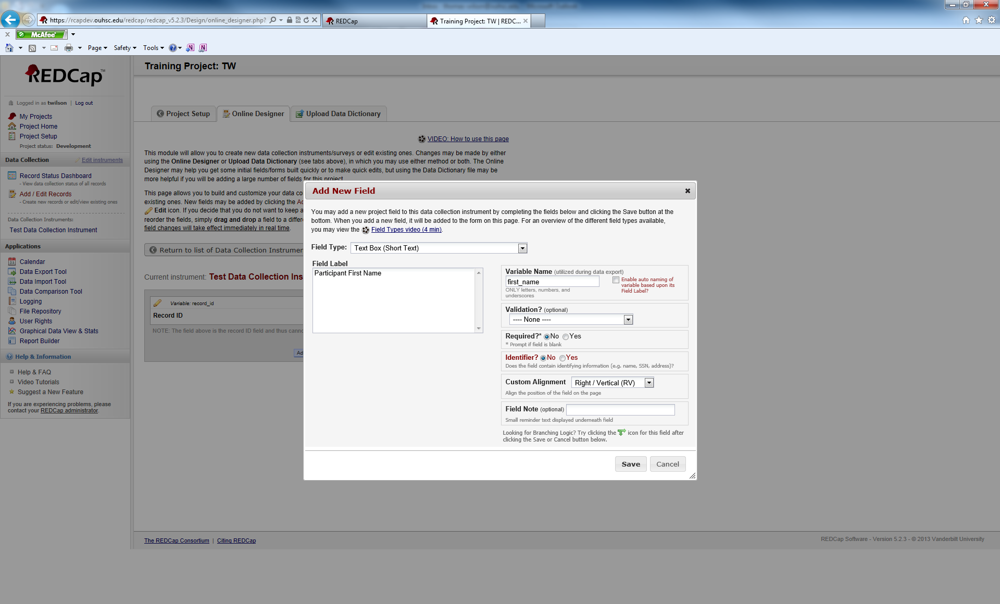 https://rcapdev.ouhsc.edu/redcap/redcap_v5.2.3/Design/online_designer.php?
REDCap
Training Project: TW | REDC...
McAfee
Page
Safety
Tools
REDCap™
Logged in as twilson | Log out
My Projects
Project Home
Project Setup
Project status: Development
Data Collection
Edit instruments
Record Status Dashboard
- View data collection status of all records
Add / Edit Records
- Create new records or edit/view existing ones
Data Collection Instruments:
Test Data Collection Instrument
Applications
Calendar
Data Export Tool
Data Import Tool
Data Comparison Tool
Logging
File Repository
User Rights
Graphical Data View & Stats
Report Builder
Help & Information
Help & FAQ
Video Tutorials
Suggest a New Feature
If you are experiencing problems, please
contact your REDCap administrator.
Training Project: TW
Project Setup
Online Designer
Upload Data Dictionary
VIDEO: How to use this page
This module will allow you to create new data collection instruments/surveys or edit existing ones. Changes may be made by either
using the Online Designer or Upload Data Dictionary (see tabs above), in which you may use either method or both. The Online
Designer may help you get some initial fields/forms built quickly or to make quick edits, but using the Data Dictionary file may be
more helpful if you will be adding a large number of fields for this project.
This page allows you to build and customize your data co
existing ones. New fields may be added by clicking the Ac
Edit icon. If you decide that you do not want to keep a
reorder the fields, simply drag and drop a field to a differe
field changes will take effect immediately in real time.
Return to list of Data Collection Instrumen
Current instrument: Test Data Collection Ins
Variable: record_id
Record ID
NOTE: The field above is the record ID field and thus canno
Ad
Add New Field
You may add a new project field to this data collection instrument by completing the fields below and clicking the Save button at the
bottom. When you add a new field, it will be added to the form on this page. For an overview of the different field types available,
you may view the Field Types video (4 min).
Field Type: Text Box (Short Text)
Field Label
Participant First Name
Variable Name (utilized during data export)
first_name
ONLY letters, numbers, and
underscores
Enable auto naming of
variable based upon its
Field Label?
Validation? (optional)
---- None ----
Required?* No Yes
* Prompt if field is blank
Identifier? No Yes
Does the field contain identifying information (e.g. name, SSN, address)?
Custom Alignment Right / Vertical (RV)
Align the position of the field on the page
Field Note (optional)
Small reminder text displayed underneath field
Looking for Branching Logic? Try clicking the icon for this field after
clicking the Save or Cancel button below.
Save
Cancel
The REDCap Consortium | Citing REDCap
REDCap Software - Version 5.2.3 - © 2013 Vanderbilt University